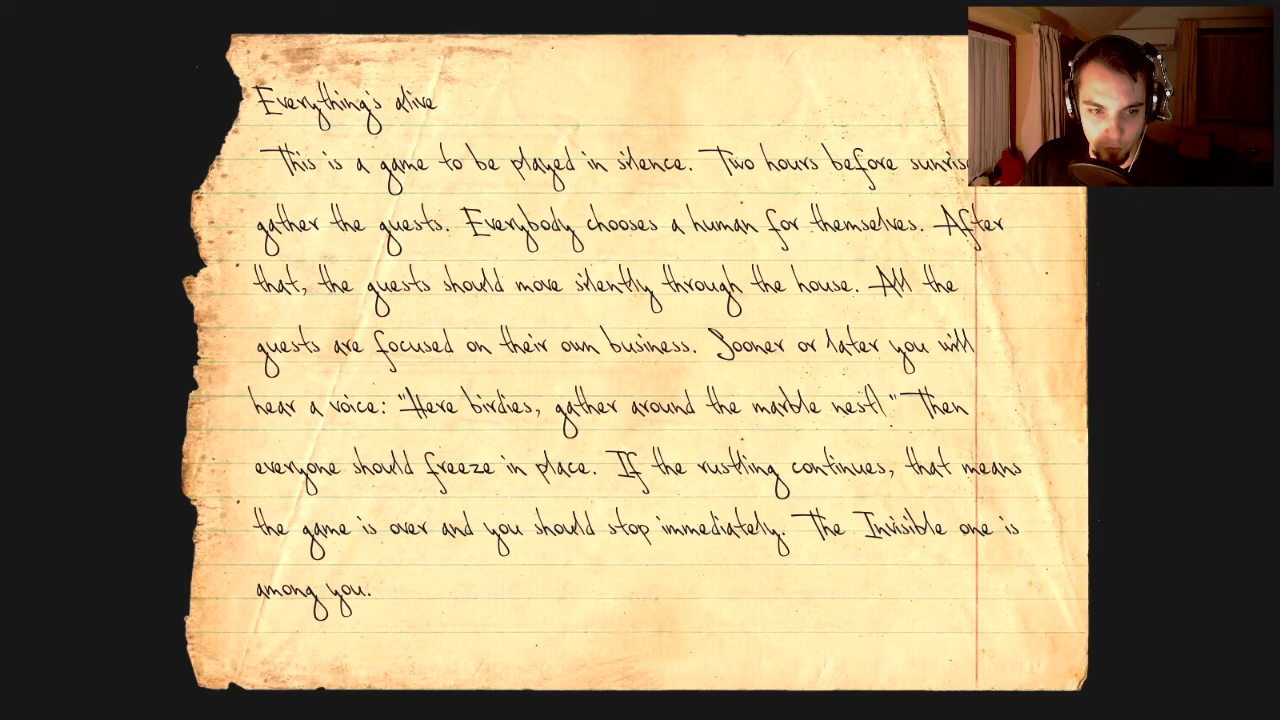 Everything's alive
This is a game to be played in silence. Two hours before sunrise
gather the guests. Everybody chooses a human for themselves. After
that, the guests should move silently through the house. All the
guests are focused on their own business. Sooner or later you will
hear a voice: "Here birdies, gather around the marble nest!" Then
everyone should freeze in place. If the rustling continues, that means
the game is over and you should stop immediately. The Invisible one is
among you.